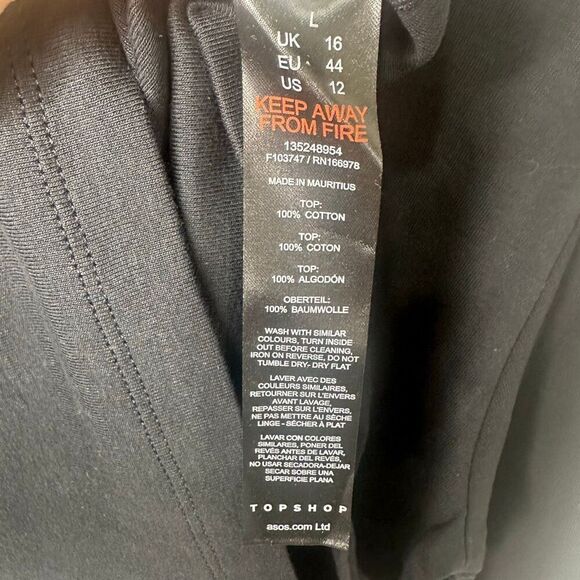 L
UK 16
EU 44
US 12
KEEP AWAY
FROM FIRE
135248954
F103747 / RN166978
MADE IN MAURITIUS
TOP:
100% COTTON
TOP:
100% COTON
TOP:
100% ALGODÓN
OBERTEIL:
100% BAUMWOLLE
WASH WITH SIMILAR
COLOURS, TURN INSIDE
OUT BEFORE CLEANING,
IRON ON REVERSE, DO NOT
TUMBLE DRY- DRY FLAT
LAVER AVEC DES
COULEURS SIMILAIRES,
RETOURNER SUR L'ENVERS
AVANT LAVAGE,
REPASSER SUR L'ENVERS,
NE PAS METTRE AU SÈCHE
LINGE - SÉCHER À PLAT
LAVAR CON COLORES
SIMILARES, PONER DEL
REVÉS ANTES DE LAVAR,
PLANCHAR DEL REVÉS,
NO USAR SECADORA-DEJAR
SECAR SOBRE UNA
SUPERFICIE PLANA
TOPSHOP
asos.com Ltd